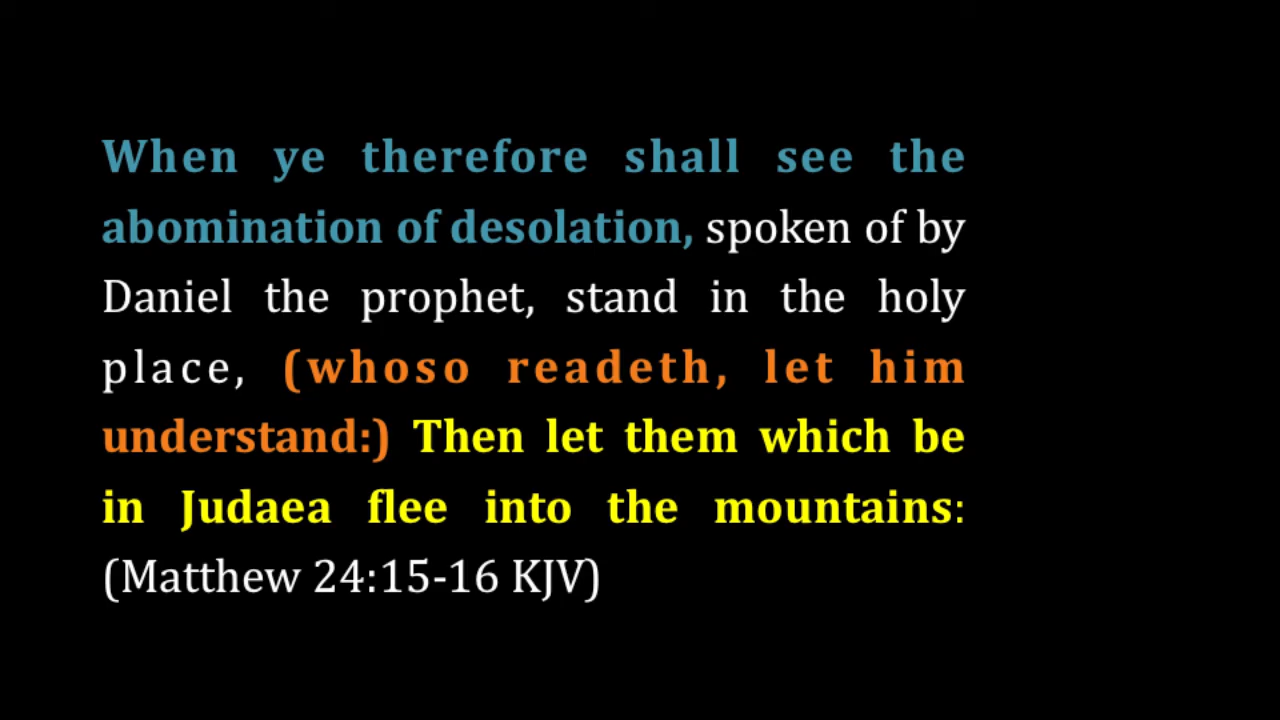 When ye therefore shall see the
abomination of desolation, spoken of by
Daniel the prophet, stand in the holy
place, (whoso readeth, let him
understand:) Then let them which be
in Judaea flee into the mountains:
(Matthew 24:15-16 KJV)